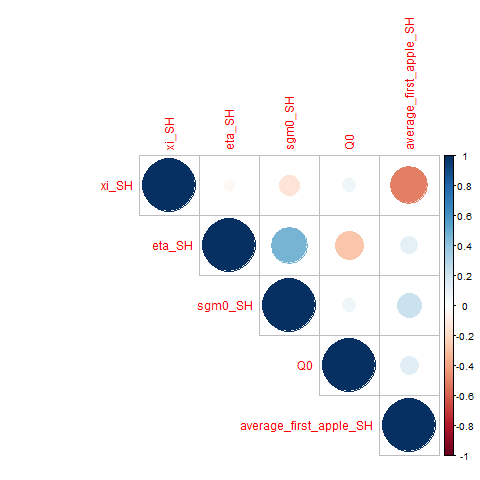 xi_SH
eta_SH
sgm0_SH
Q0
average_first_apple_SH
xi_SH
eta_SH
sgm0_SH
Q0
average_first_apple_SH
1
0.8
0.6
0.4
0.2
0
-0.2
-0.4
-0.6
-0.8
-1